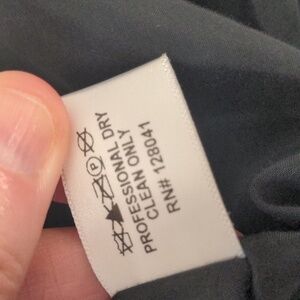 PROFESSIONAL DRY
CLEAN ONLY
RN# 128041